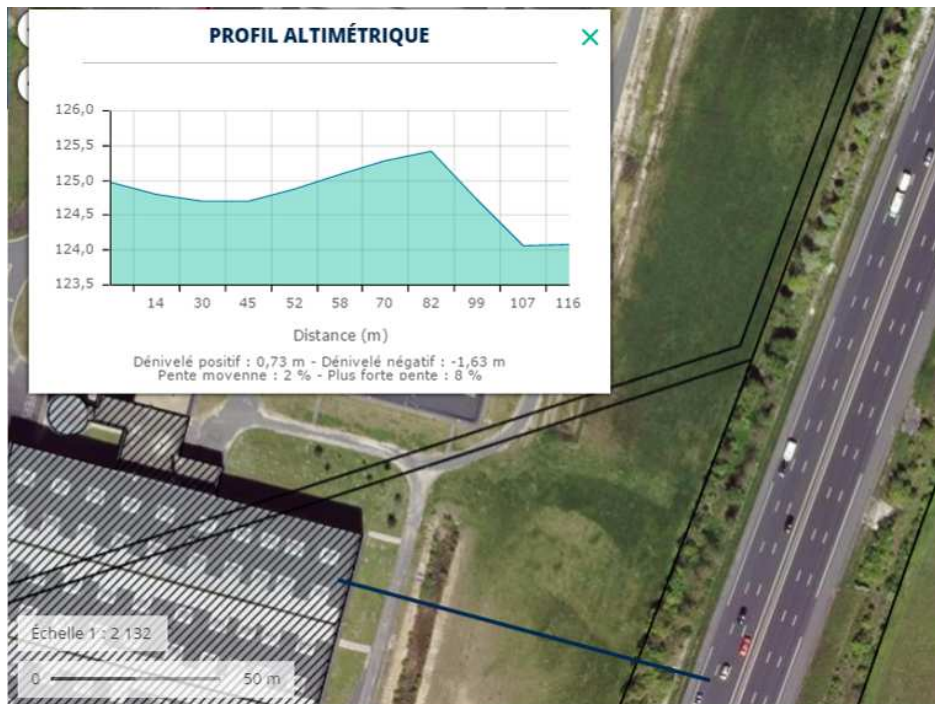 PROFIL ALTIMÉTRIQUE
126,0
125,5
125,0
124,5
124,0
123,5
14 30 45 52 58 70 82 99 107 116
Distance (m)
Dénivelé positif : 0,73 m - Dénivelé négatif : -1,63 m
Pente moyenne : 2 % - Plus forte pente : 8 %
Échelle 1 : 2 132
0 50 m